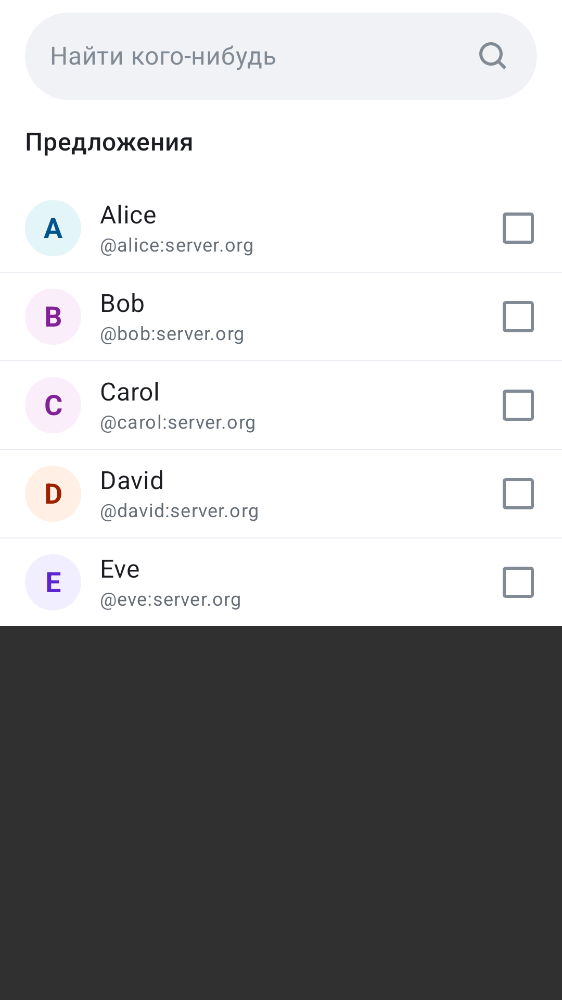 Найти кого-нибудь
Предложения
A
Alice
@alice:server.org
B
Bob
@bob:server.org
C
Carol
@carol:server.org
D
David
@david:server.org
E
Eve
@eve:server.org